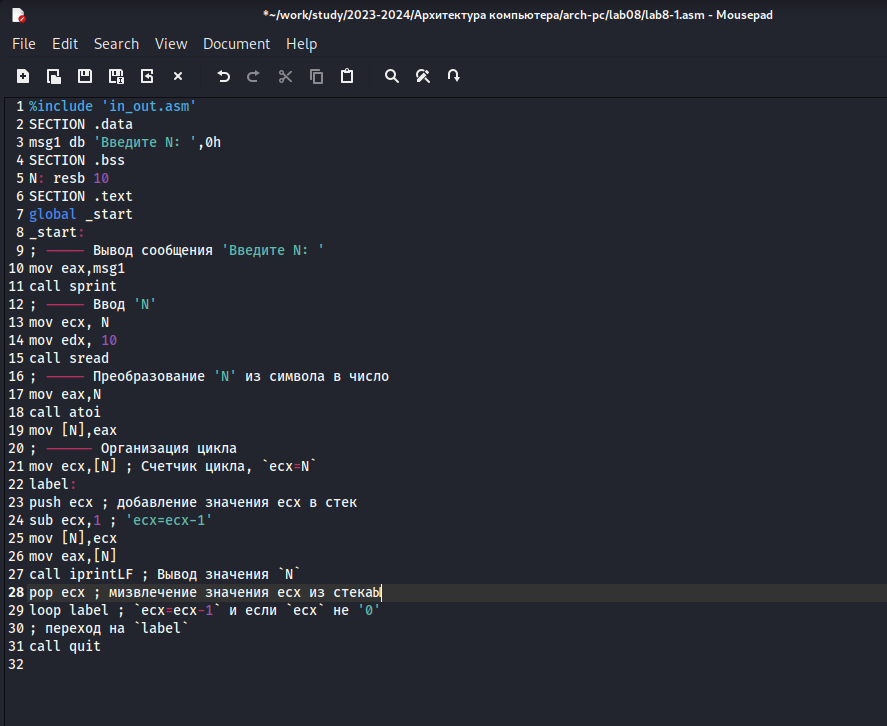 *~/work/study/2023-2024/Архитектура компьютера/arch-pc/lab08/lab8-1.asm - Mousepad
File Edit Search View Document Help
1 %include 'in_out.asm'
2 SECTION .data
3 msg1 db 'Введите N: ',0h
4 SECTION .bss
5 N: resb 10
6 SECTION .text
7 global _start
8 _start:
9 ; ----- Вывод сообщения 'Введите N: '
10 mov eax,msg1
11 call sprint
12 ; ----- Ввод 'N'
13 mov ecx, N
14 mov edx, 10
15 call sread
16 ; ----- Преобразование 'N' из символа в число
17 mov eax,N
18 call atoi
19 mov [N],eax
20 ; ------ Организация цикла
21 mov ecx,[N] ; Счетчик цикла, `ecx=N`
22 label:
23 push ecx ; добавление значения ecx в стек
24 sub ecx,1 ; 'ecx=ecx-1'
25 mov [N],ecx
26 mov eax,[N]
27 call iprintLF ; Вывод значения `N`
28 pop ecx ; мизвлечение значения ecx из стекаЫ
29 loop label ; `ecx=ecx-1` и если `ecx` не '0'
30 ; переход на `label`
31 call quit
32